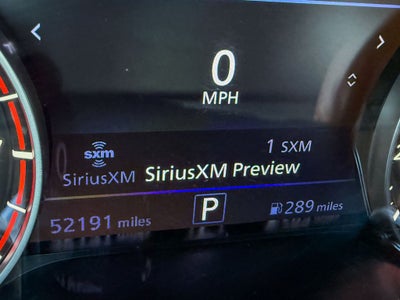 0
MPH
sxm
1 SXM
SiriusXM SiriusXM Preview
52191 miles P 289 miles